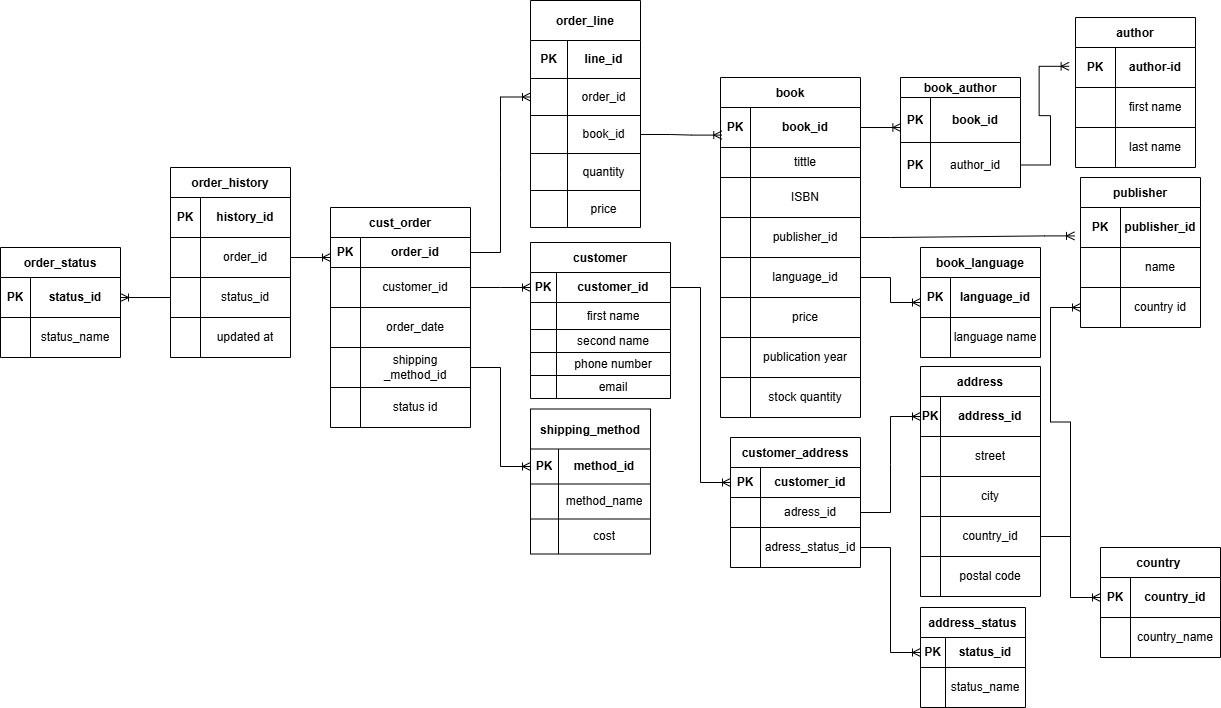 order_status
PK status_id
status_name
order_history
PK history_id
order_id
status_id
updated at
cust_order
PK order_id
customer_id
order_date
shipping
_method_id
status id
order_line
PK line_id
order_id
book_id
quantity
price
customer
PK customer_id
first name
second name
phone number
email
shipping_method
PK method_id
method_name
cost
book
PK book_id
tittle
ISBN
publisher_id
language_id
price
publication year
stock quantity
customer_address
PK customer_id
adress_id
adress_status_id
book_author
PK book_id
PK author_id
book_language
PK language_id
language name
address
PK address_id
street
city
country_id
postal code
address_status
PK status_id
status_name
author
PK author-id
first name
last name
publisher
PK publisher_id
name
country id
country
PK country_id
country_name